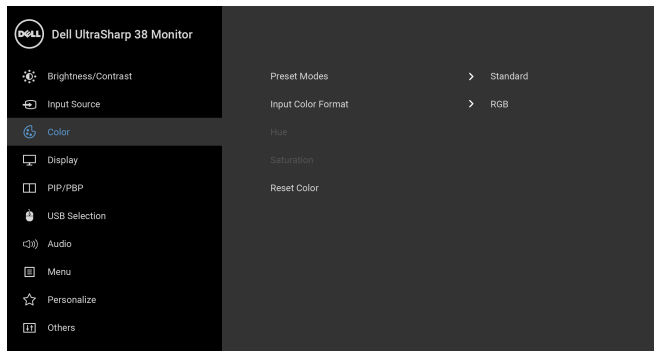 DELL Dell UltraSharp 38 Monitor
Brightness/Contrast
Input Source
Color
Display
PIP/PBP
USB Selection
Audio
Menu
Personalize
Others
Preset Modes > Standard
Input Color Format > RGB
Hue
Saturation
Reset Color